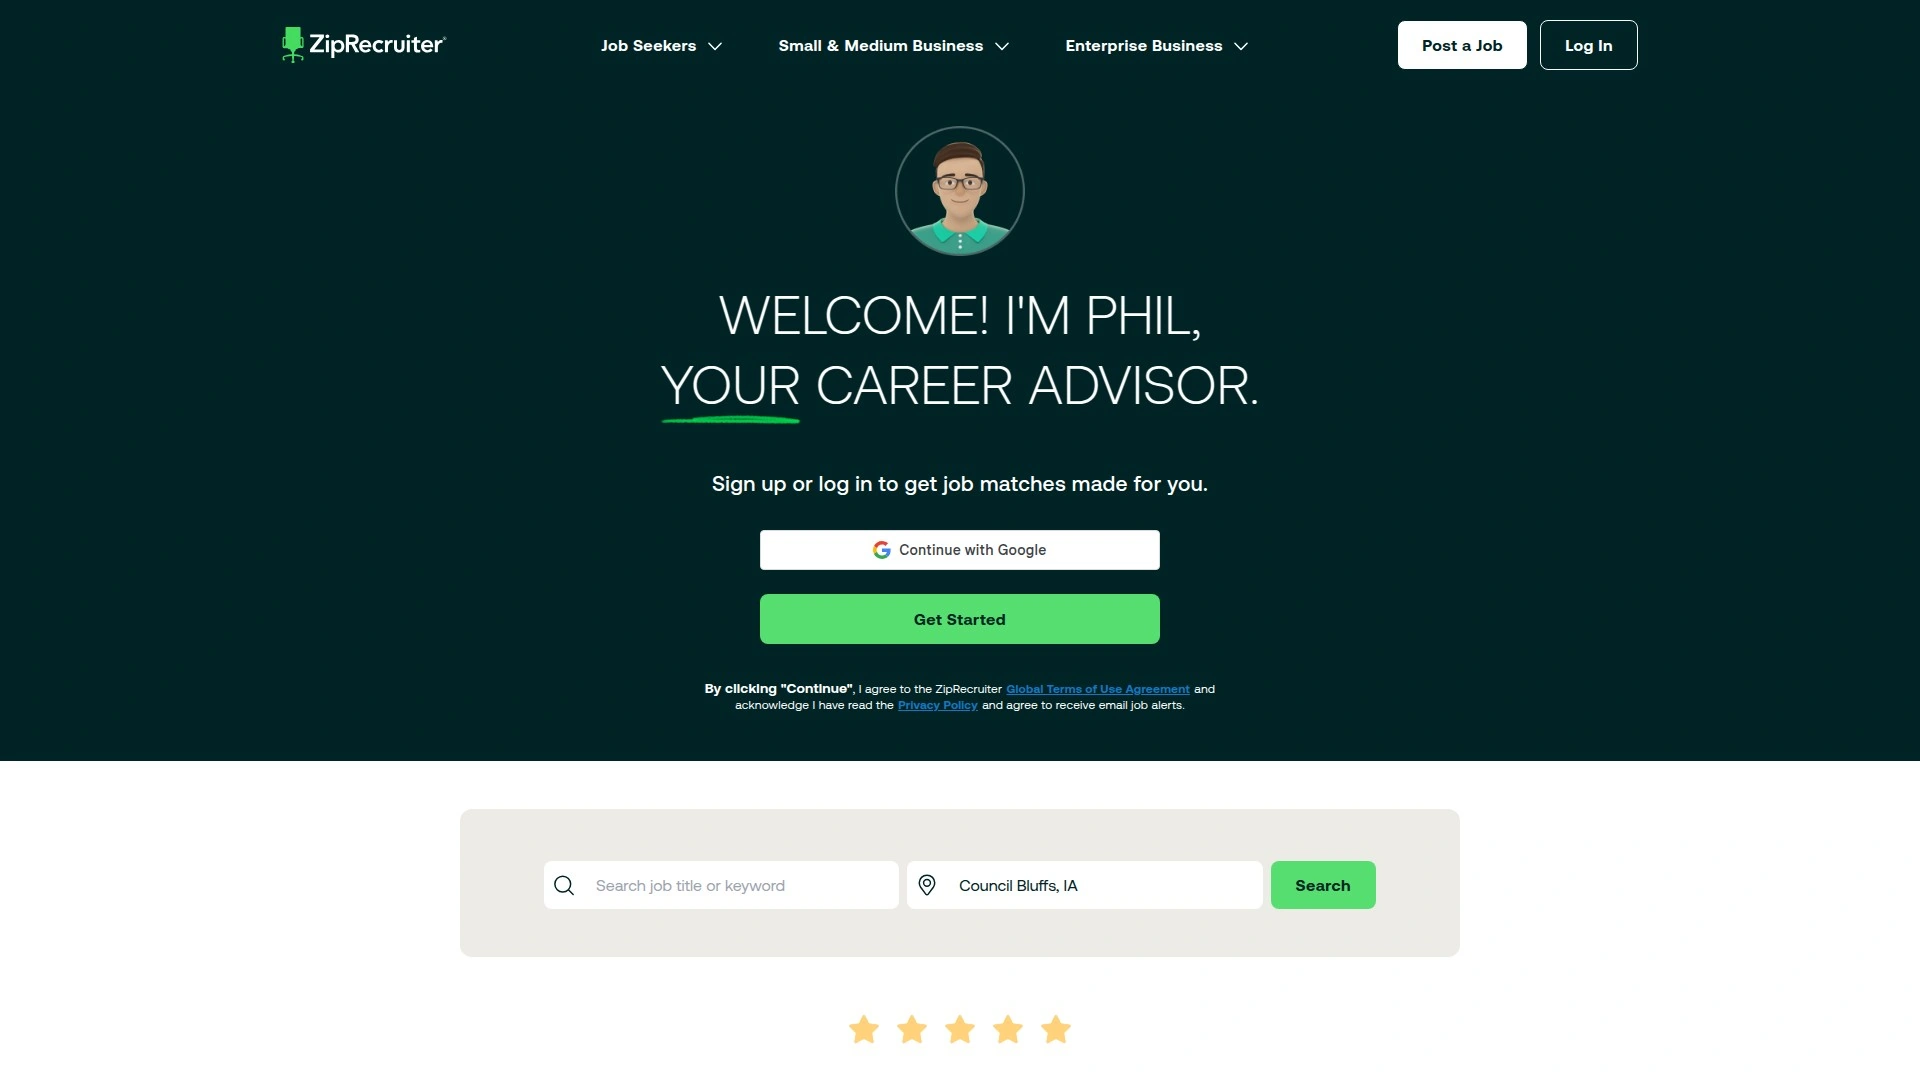 ZipRecruiter
Job Seekers
Small & Medium Business
Enterprise Business
Post a Job
Log In
WELCOME! I'M PHIL,
YOUR CAREER ADVISOR.
Sign up or log in to get job matches made for you.
Continue with Google
Get Started
By clicking "Continue", I agree to the ZipRecruiter Global Terms of Use Agreement and
acknowledge I have read the Privacy Policy and agree to receive email job alerts.
Search job title or keyword
Council Bluffs, IA
Search